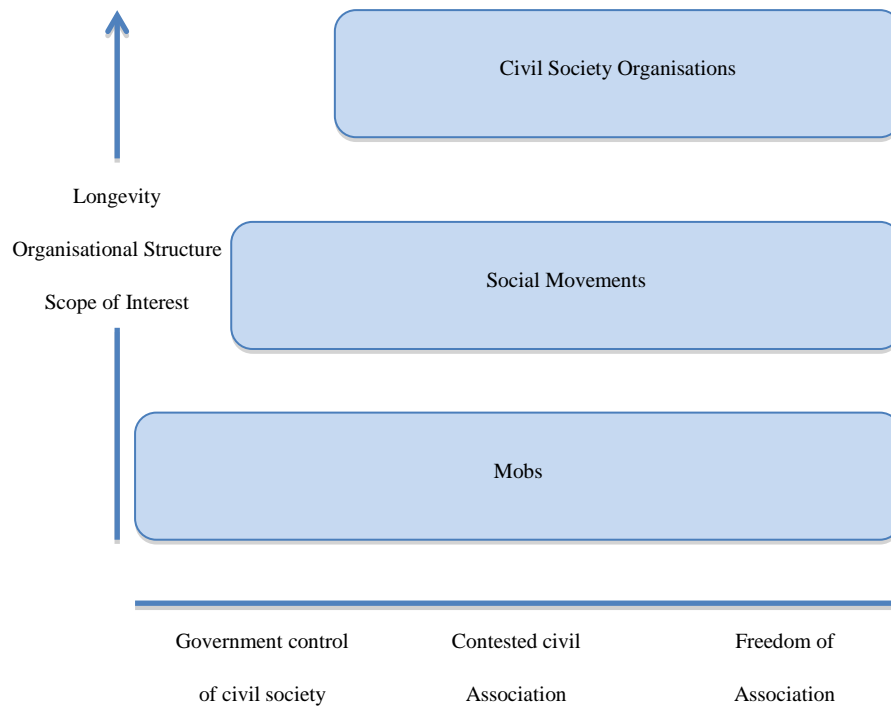 Civil Society Organisations
Longevity
Organisational Structure
Scope of Interest
Social Movements
Mobs
Government control
of civil society
Contested civil
Association
Freedom of
Association